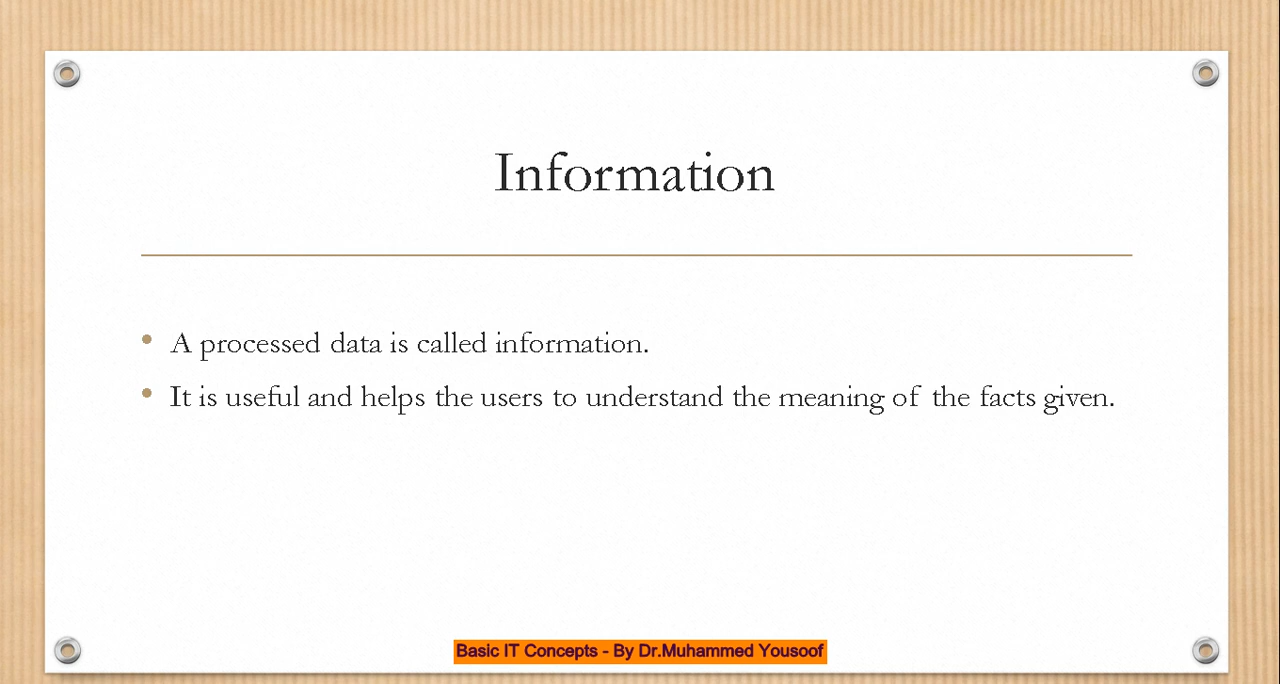 Information
A processed data is called information.
It is useful and helps the users to understand the meaning of the facts given.
Basic IT Concepts - By Dr.Muhammed Yousoof